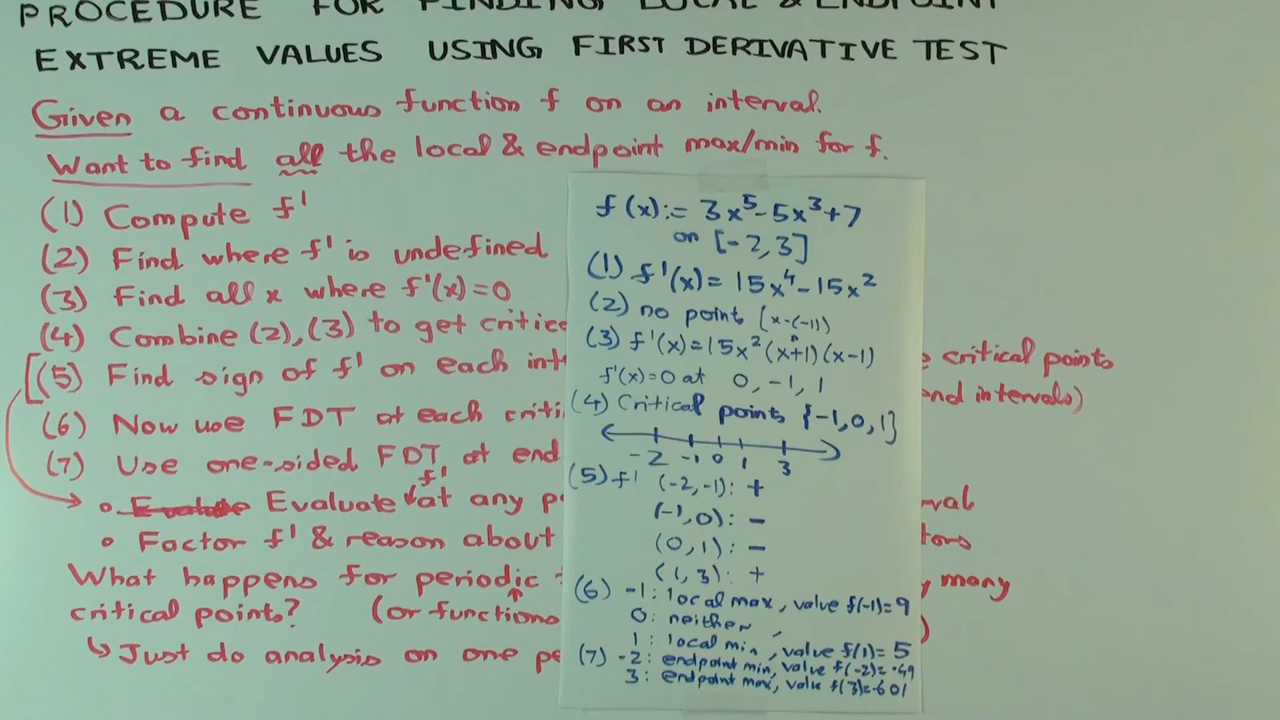 PROCEDURE FOR FINDING LOCAL & ENDPOINT
EXTREME VALUES USING FIRST DERIVATIVE TEST
Given a continuous function f on an interval.
Want to find all the local & endpoint max/min for f.
(1) Compute f'
(2) Find where f' is undefined
(3) Find all x where f'(x)=0
(4) Combine (2),(3) to get critic
[(5) Find sign of f' on each int
critical points
nd intervals)
(6) Now use FDT at each criti
(7) Use one-sided FDT at end
Evaluate f' at any p
rval
Factor f' & reason about
tors
What happens for periodic
many
critical points? (or functions
)
↳ Just do analysis on one pe
f(x):= 3x⁵-5x³+7
on [-2,3]
(1) f'(x)= 15x⁴-15x²
(2) no point [x-(-1)]
(3) f'(x)=15x²(x+1)(x-1)
f'(x)=0 at 0, -1, 1
(4) Critical points {-1,0,1}
-2 -1 0 1 3
(5) f' (-2,-1): +
(-1,0): -
(0,1): -
(1,3): +
(6) -1: local max, value f(-1)=9
0: neither
1: local min, value f(1)=5
(7) -2: endpoint min, value f(-2)=-49
3: endpoint max, value f(3)=601